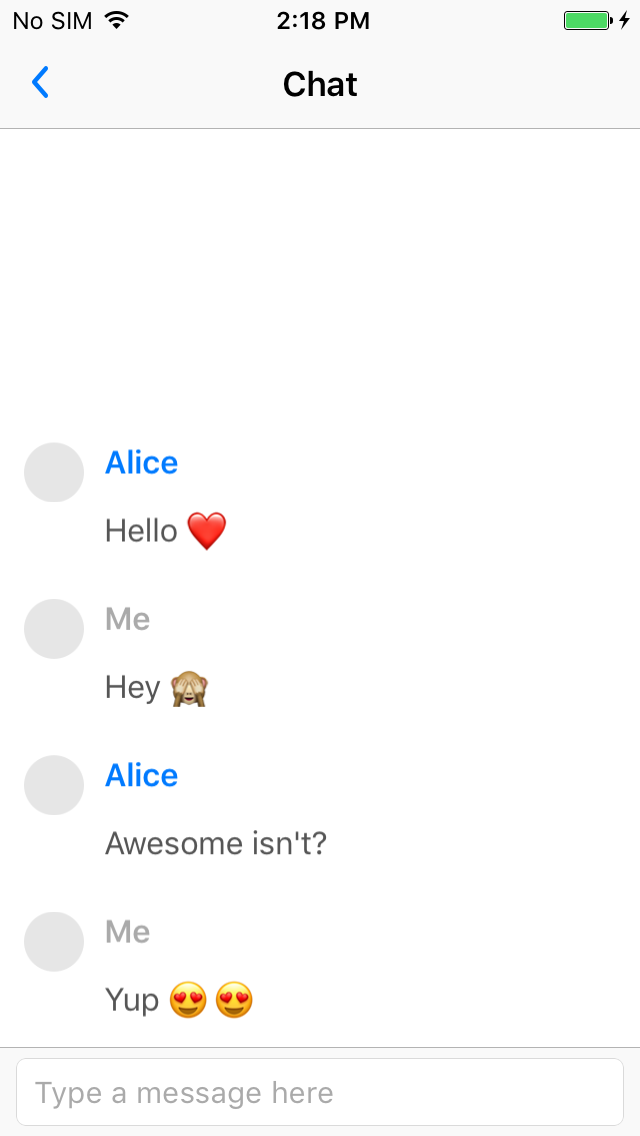 No SIM 2:18 PM
Chat
Alice
Hello ❤️
Me
Hey 🙈
Alice
Awesome isn't?
Me
Yup 😍 😍
Type a message here